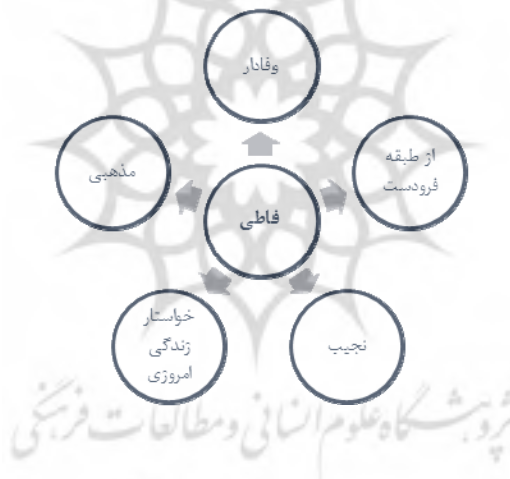 وفادار
از طبقه
فرودست
مذهبی
فاطی
نجیب
خواستار
زندگی
امروزی
پژوهشگاه علوم انسانی و مطالعات فرهنگی